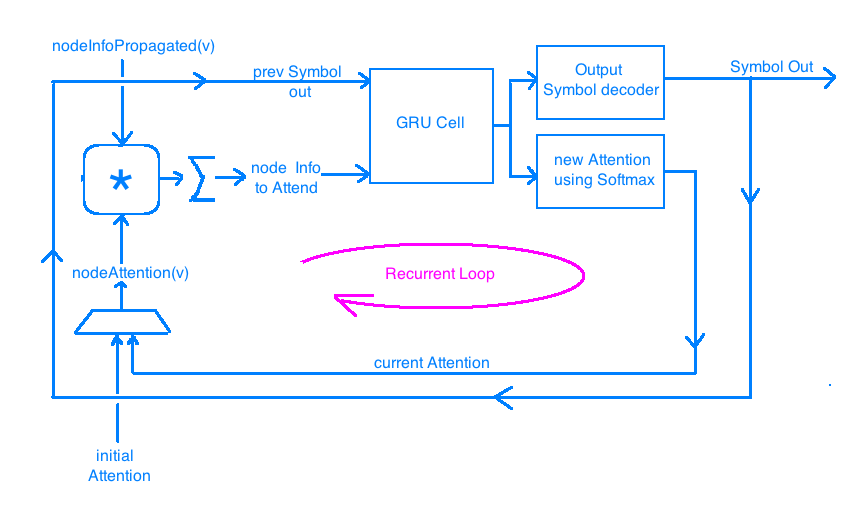 nodeInfoPropagated(v)
prev Symbol
out
GRU Cell
Output
Symbol decoder
Symbol Out
*
∑
node Info
to Attend
new Attention
using Softmax
nodeAttention(v)
Recurrent Loop
current Attention
initial
Attention